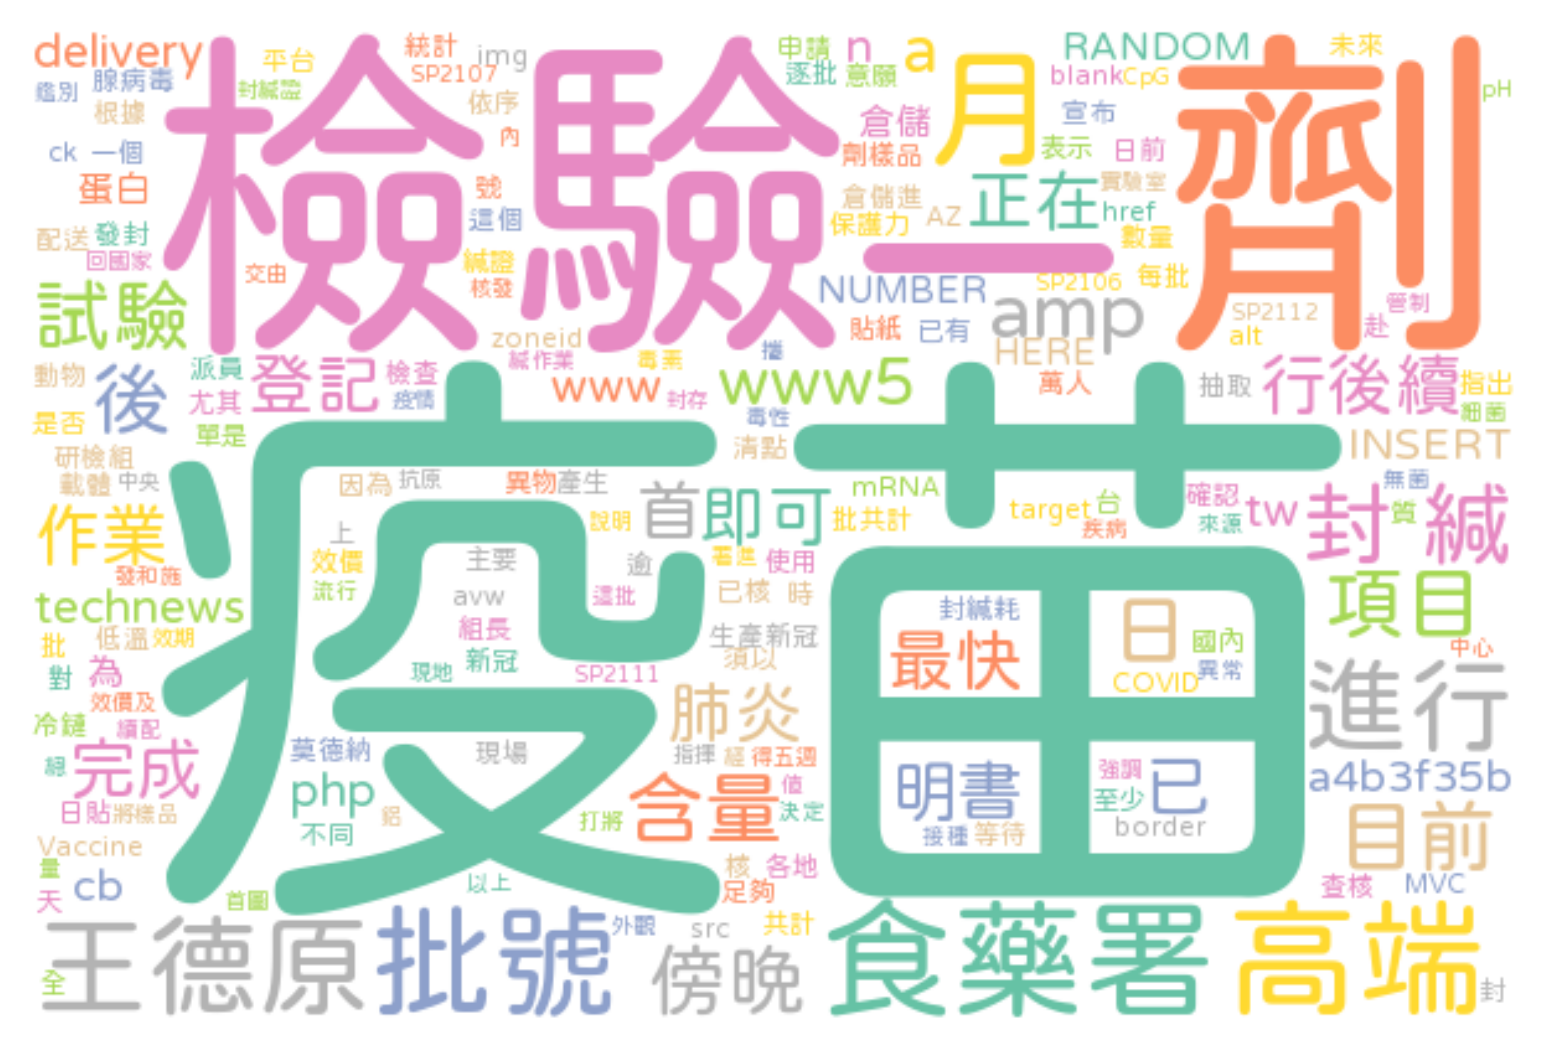 delivery
平台
統計
img
申請
n
a
月
RANDOM
未來
鑑別
腺病毒
封緘證
SP2107
逐批
意願
blank
CpG
pH
根據
檢驗
依序
倉儲
宣布
劑
ck
一個
內
劑樣品
表示
日前
蛋白
號
這個
倉儲進
保護力
AZ
正在
實驗室
href
配送
發封
回國家
交由
緘證
核發
一
數量
試驗
NUMBER
SP2106
每批
zoneid
貼紙
已有
amp
HERE
SP2112
alt
管制
赴
動物
後
派員
登記
檢查
緘作業
毒素
攜
萬人
抽取
行後續
指出
尤其
疫情
www
封存
www5
毒性
細菌
是否
單是
清點
INSERT
研檢組
載體
中央
疫苗
因為
抗原
異物
產生
首
即可
mRNA
target
台
確認
tw
無菌
封緘
質
作業
上
說明
批共計
疾病
來源
發和施
效價
主要
逾
署進
使用
項目
technews
流行
avw
這批
已核
時
封緘耗
日
國內
批
低溫
效期
組長
生產新冠
最快
異常
中心
對
為
現地
新冠
SP2111
須以
COVID
進行
效價及
肺炎
冷鏈
續配
莫德納
現場
指揮
經
得五週
總
完成
php
含量
值
明書
強調
已
a4b3f35b
日貼
將樣品
鋁
打將
決定
至少
目前
不同
接種
等待
border
Vaccine
量
cb
核
各地
天
首圖
以上
足夠
查核
MVC
王德原
批號
外觀
src
共計
食藥署
高端
全
傍晚
封